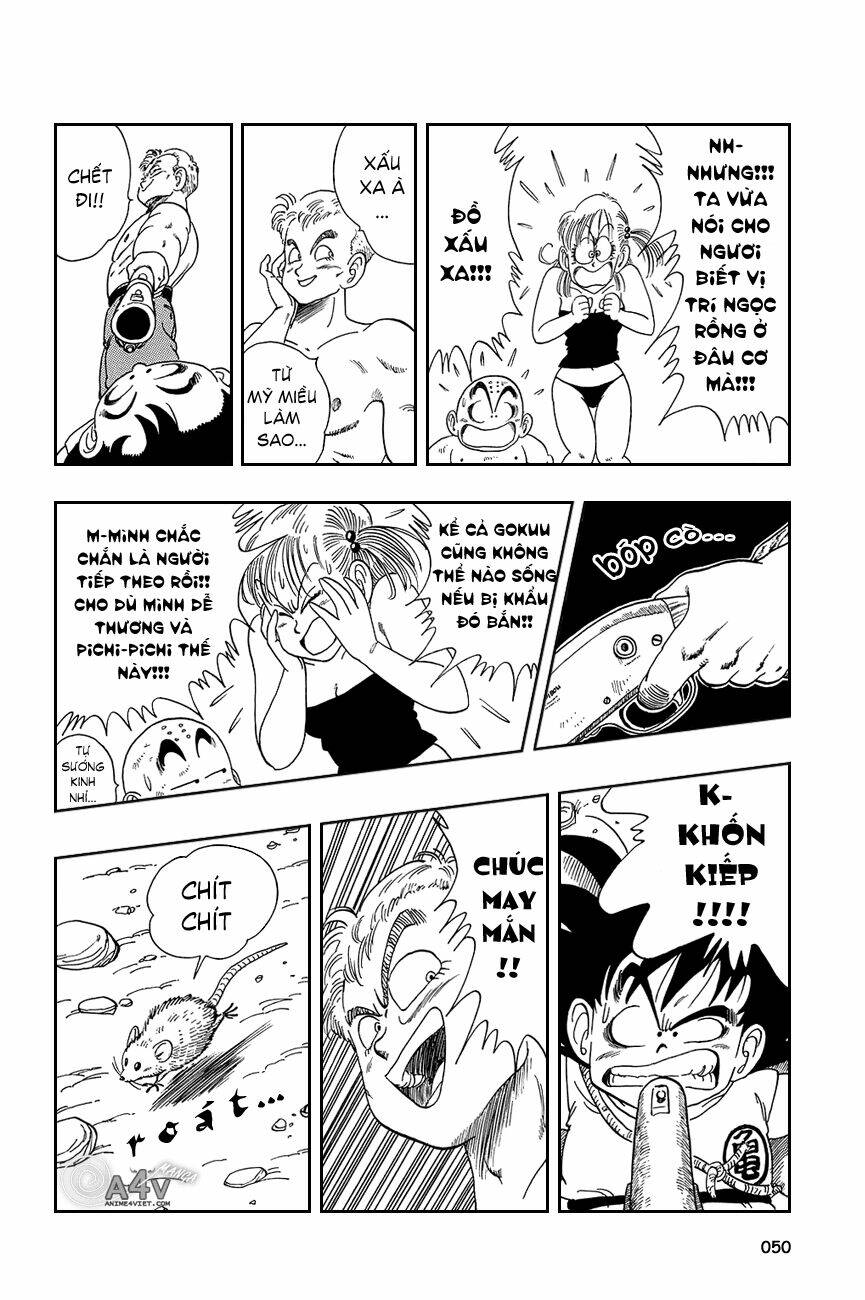 NH-
NHƯNG!!!
TA VỪA
NÓI CHO
NGƯƠI
BIẾT VỊ
TRÍ NGỌC
RỒNG Ở
ĐÂU CƠ
MÀ!!!
ĐỒ
XẤU
XA!!!
XẤU
XA À
...
TỪ
MỸ MIỀU
LÀM
SAO...
CHẾT
ĐI!!
bóp cò...
KỂ CẢ GOKUU
CŨNG KHÔNG
THỂ NÀO SỐNG
NẾU BỊ KHẨU
ĐÓ BẮN!!
M-MÌNH CHẮC
CHẮN LÀ NGƯỜI
TIẾP THEO RỒI!!
CHO DÙ MÌNH DỄ
THƯƠNG VÀ
PICHI-PICHI THẾ
NÀY!!!
TỰ
SƯỚNG
KINH
NHỈ...
K-
KHỐN
KIẾP
!!!!
亀
CHÚC
MAY
MẮN
!!
CHÍT
CHÍT
roát...
MANGA
A4V
ANIME4VIET.COM
050